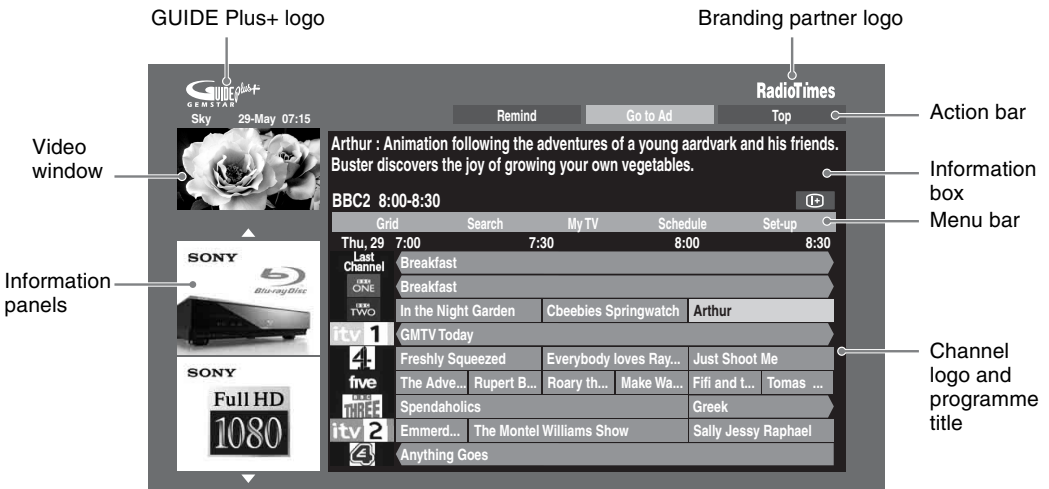 GUIDE Plus+ logo
Branding partner logo
GUIDE Plus+
GEMSTAR
RadioTimes
Sky 29-May 07:15
Remind Go to Ad Top
Action bar
Video
window
Arthur : Animation following the adventures of a young aardvark and his friends.
Buster discovers the joy of growing your own vegetables.
BBC2 8:00-8:30
Information
box
Grid Search My TV Schedule Set-up
Menu bar
Thu, 29 7:00 7:30 8:00 8:30
Information
panels
SONY
Blu-ray Disc
SONY
Full HD
1080
Last
Channel
Breakfast
BBC
ONE
Breakfast
BBC
TWO
In the Night Garden Cbeebies Springwatch Arthur
itv 1
GMTV Today
4
Freshly Squeezed Everybody loves Ray... Just Shoot Me
five
The Adve... Rupert B... Roary th... Make Wa... Fifi and t... Tomas ...
BBC
THREE
Spendaholics Greek
itv 2
Emmerd... The Montel Williams Show Sally Jessy Raphael
4
Anything Goes
Channel
logo and
programme
title